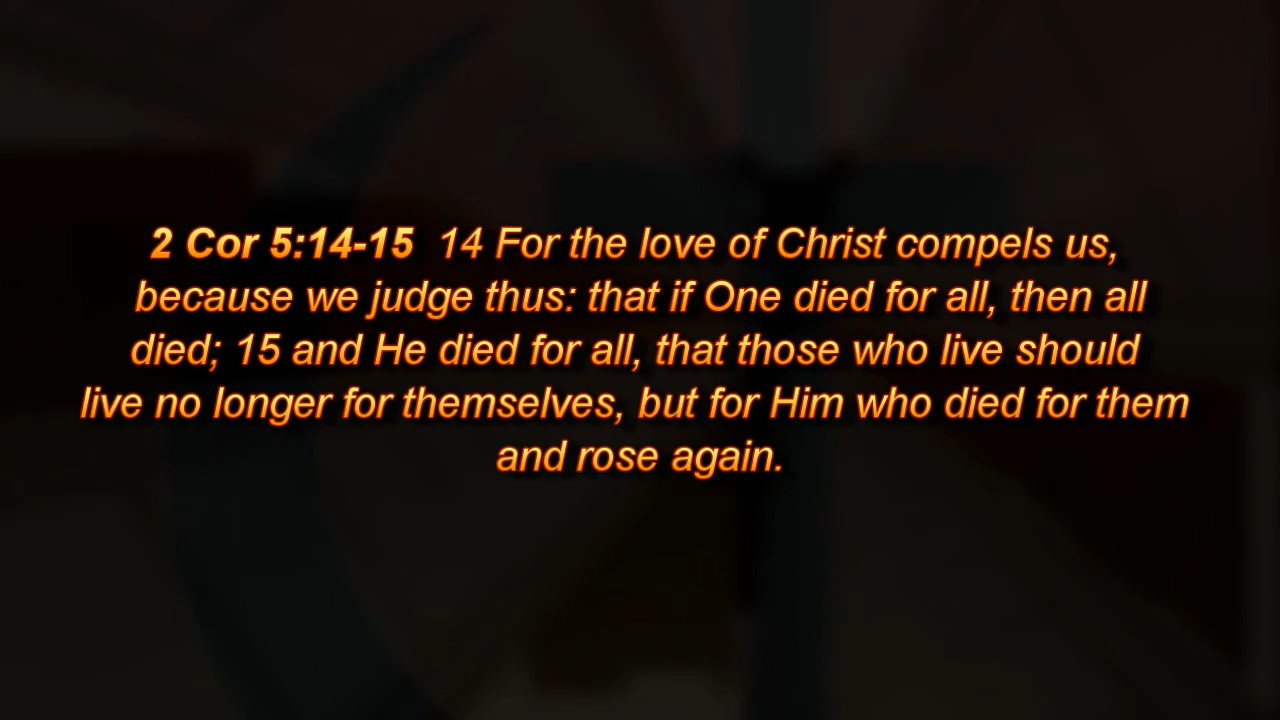 2 Cor 5:14-15  14 For the love of Christ compels us,
because we judge thus: that if One died for all, then all
died; 15 and He died for all, that those who live should
live no longer for themselves, but for Him who died for them
and rose again.